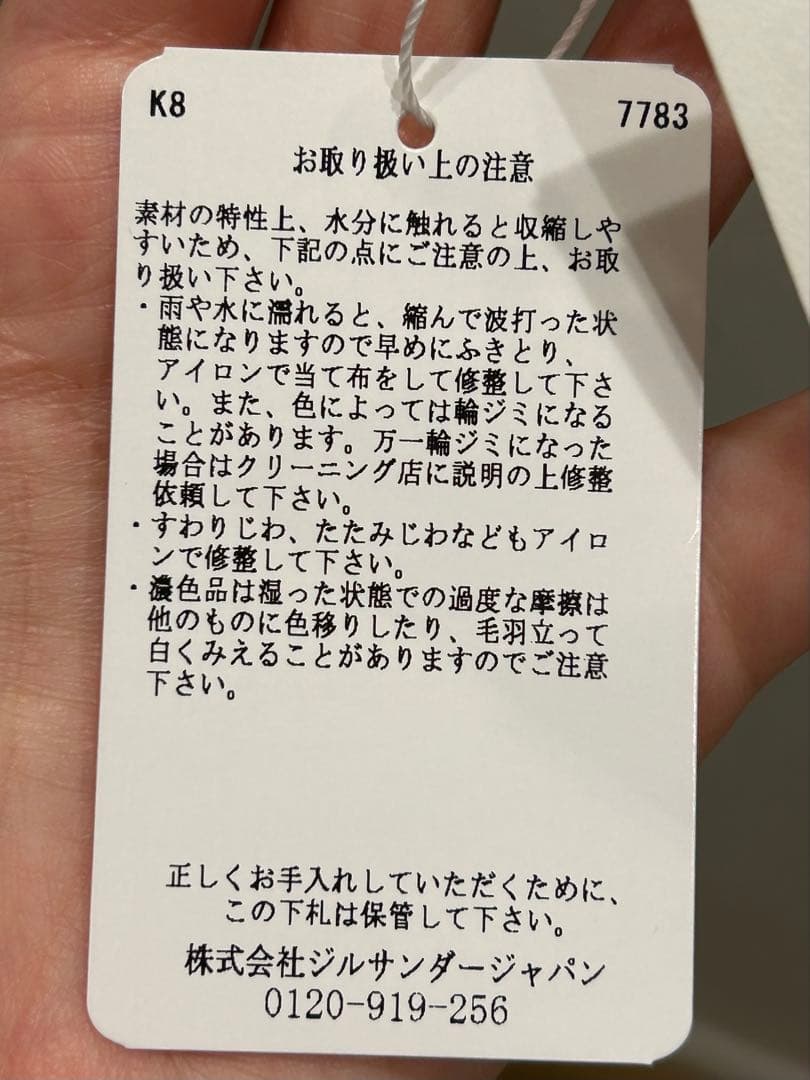 K8 7783
お取り扱い上の注意
素材の特性上、水分に触れると収縮しや
すいため、下記の点にご注意の上、お取
り扱い下さい。
・雨や水に濡れると、縮んで波打った状
態になりますので早めにふきとり、
アイロンで当て布をして修整して下さ
い。また、色によっては輪ジミになる
ことがあります。万一輪ジミになった
場合はクリーニング店に説明の上修整
依頼して下さい。
・すわりじわ、たたみじわなどもアイロ
ンで修整して下さい。
・濃色品は湿った状態での過度な摩擦は
他のものに色移りしたり、毛羽立って
白くみえることがありますのでご注意
下さい。
正しくお手入れしていただくために、
この下札は保管して下さい。
株式会社ジルサンダージャパン
0120-919-256